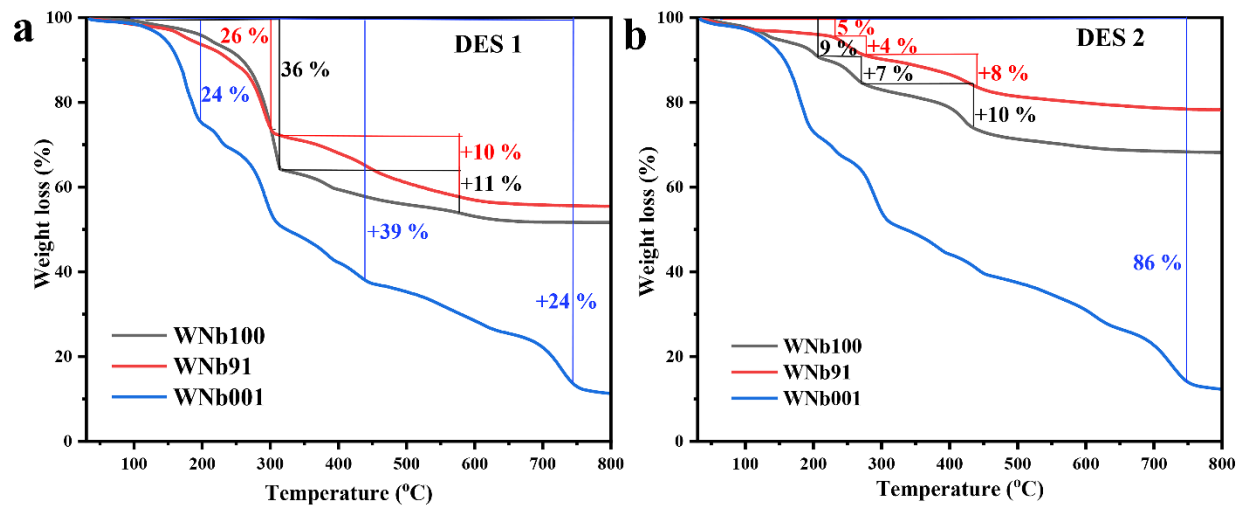 a
DES 1
Weight loss (%)
100
80
60
40
20
0
26 %
36 %
24 %
+10 %
+11 %
+39 %
+24 %
WNb100
WNb91
WNb001
100 200 300 400 500 600 700 800
Temperature (°C)
b
DES 2
Weight loss (%)
100
80
60
40
20
0
5 %
9 %
+4 %
+7 %
+8 %
+10 %
86 %
WNb100
WNb91
WNb001
100 200 300 400 500 600 700 800
Temperature (°C)